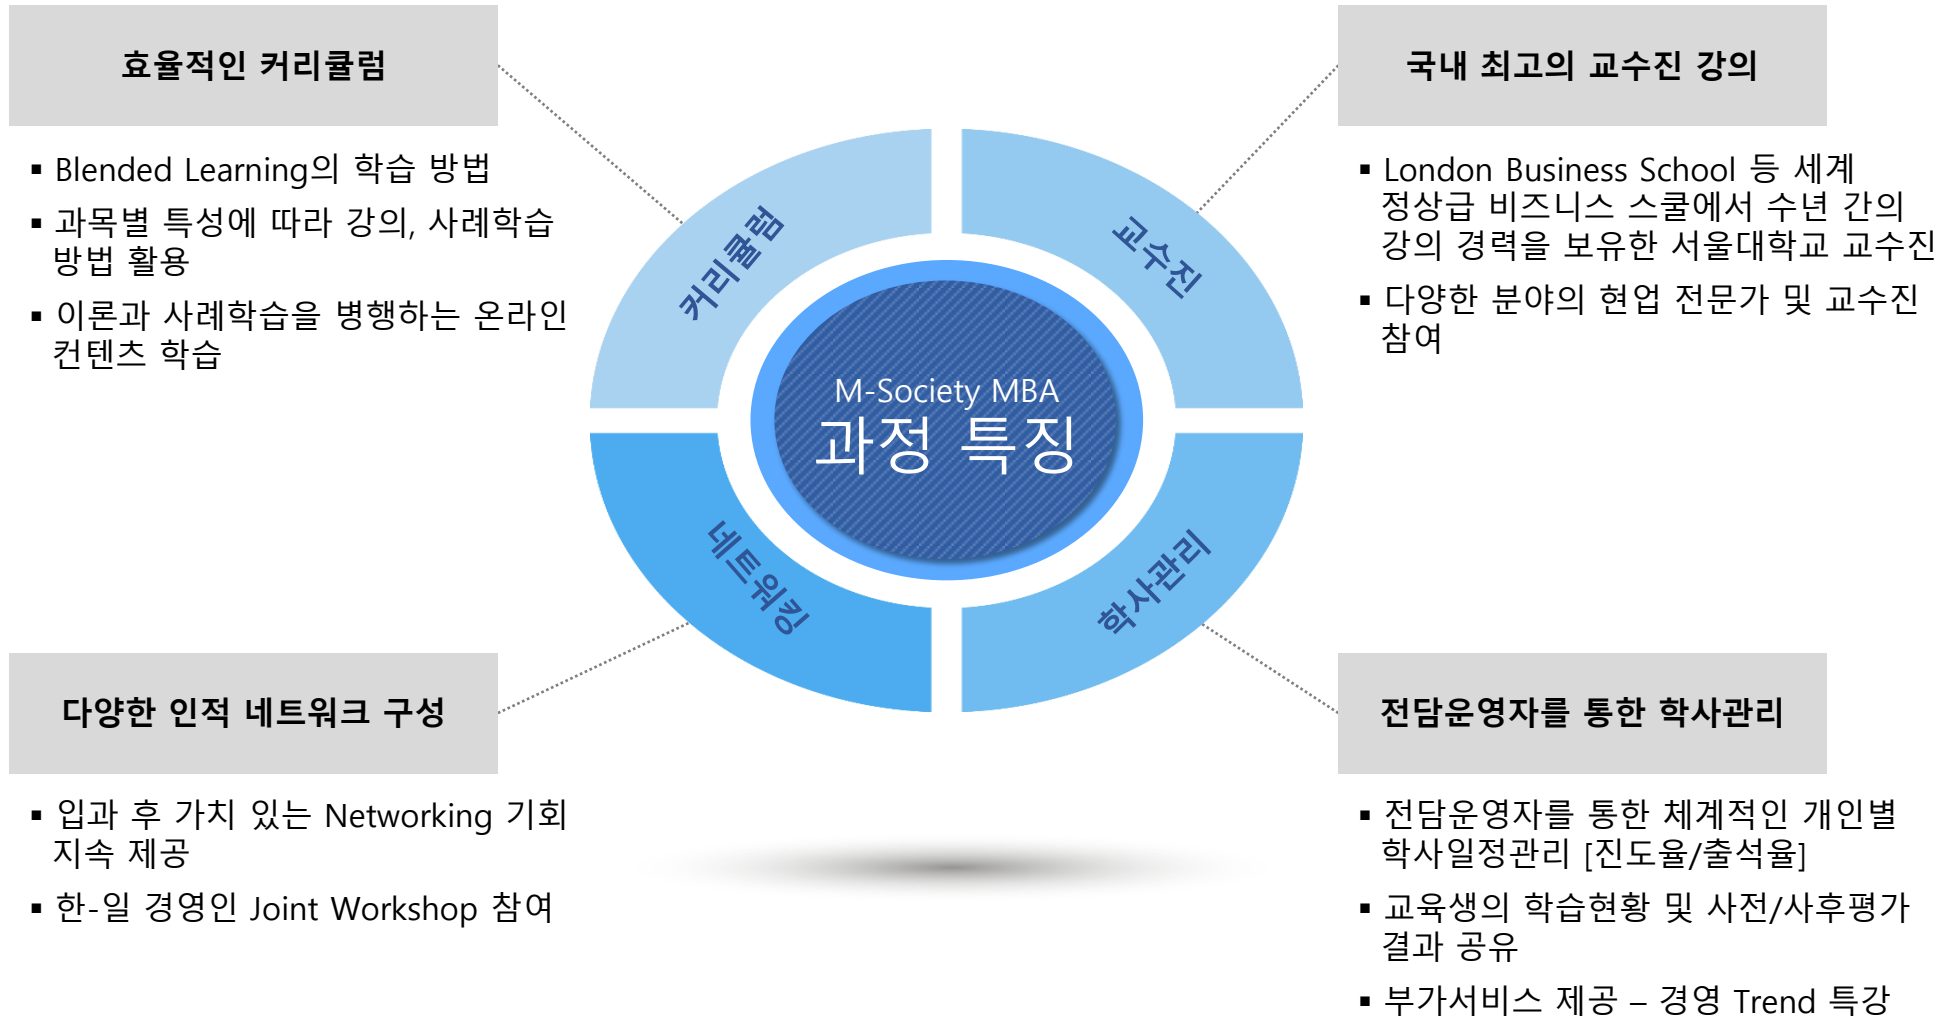 효율적인 커리큘럼
▪ Blended Learning의 학습 방법
▪ 과목별 특성에 따라 강의, 사례학습
방법 활용
▪ 이론과 사례학습을 병행하는 온라인
컨텐츠 학습
국내 최고의 교수진 강의
▪ London Business School 등 세계
정상급 비즈니스 스쿨에서 수년 간의
강의 경력을 보유한 서울대학교 교수진
▪ 다양한 분야의 현업 전문가 및 교수진
참여
커리큘럼
교수진
M-Society MBA
과정 특징
네트워킹
학사관리
다양한 인적 네트워크 구성
▪ 입과 후 가치 있는 Networking 기회
지속 제공
▪ 한-일 경영인 Joint Workshop 참여
전담운영자를 통한 학사관리
▪ 전담운영자를 통한 체계적인 개인별
학사일정관리 [진도율/출석율]
▪ 교육생의 학습현황 및 사전/사후평가
결과 공유
▪ 부가서비스 제공 – 경영 Trend 특강